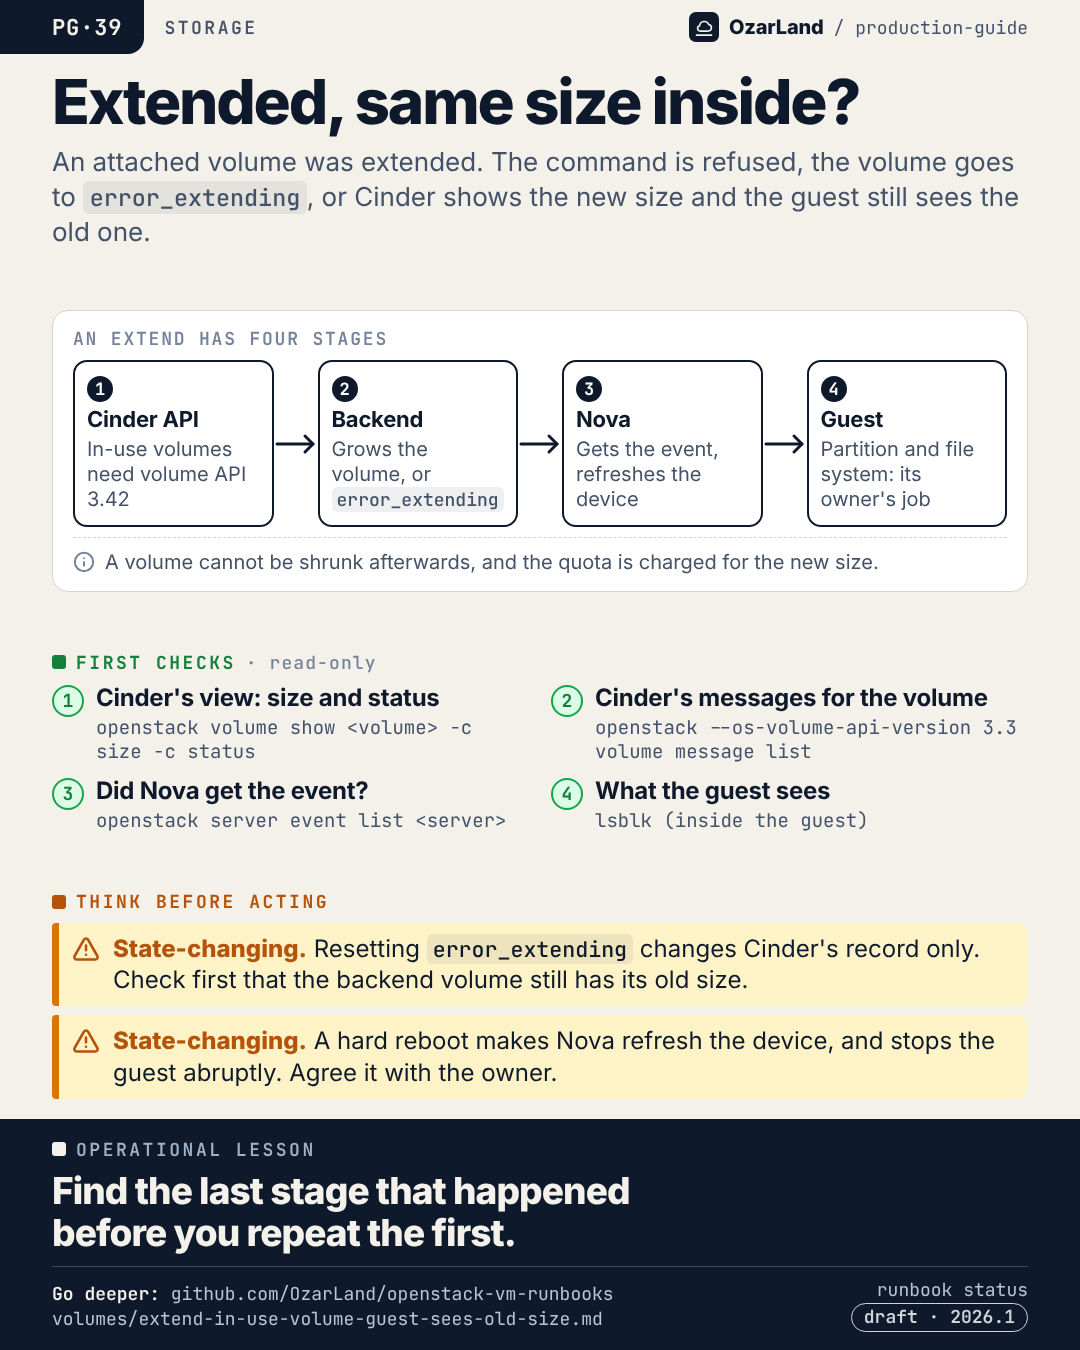 PG·39 STORAGE
OzarLand / production-guide
Extended, same size inside?
An attached volume was extended. The command is refused, the volume goes
to error_extending, or Cinder shows the new size and the guest still sees the
old one.
AN EXTEND HAS FOUR STAGES
1
Cinder API
In-use volumes
need volume API
3.42
2
Backend
Grows the
volume, or
error_extending
3
Nova
Gets the event,
refreshes the
device
4
Guest
Partition and file
system: its
owner's job
A volume cannot be shrunk afterwards, and the quota is charged for the new size.
FIRST CHECKS · read-only
1 Cinder's view: size and status
openstack volume show <volume> -c
size -c status
2 Cinder's messages for the volume
openstack --os-volume-api-version 3.3
volume message list
3 Did Nova get the event?
openstack server event list <server>
4 What the guest sees
lsblk (inside the guest)
THINK BEFORE ACTING
State-changing. Resetting error_extending changes Cinder's record only.
Check first that the backend volume still has its old size.
State-changing. A hard reboot makes Nova refresh the device, and stops the
guest abruptly. Agree it with the owner.
OPERATIONAL LESSON
Find the last stage that happened
before you repeat the first.
Go deeper: github.com/OzarLand/openstack-vm-runbooks
volumes/extend-in-use-volume-guest-sees-old-size.md
runbook status
draft · 2026.1